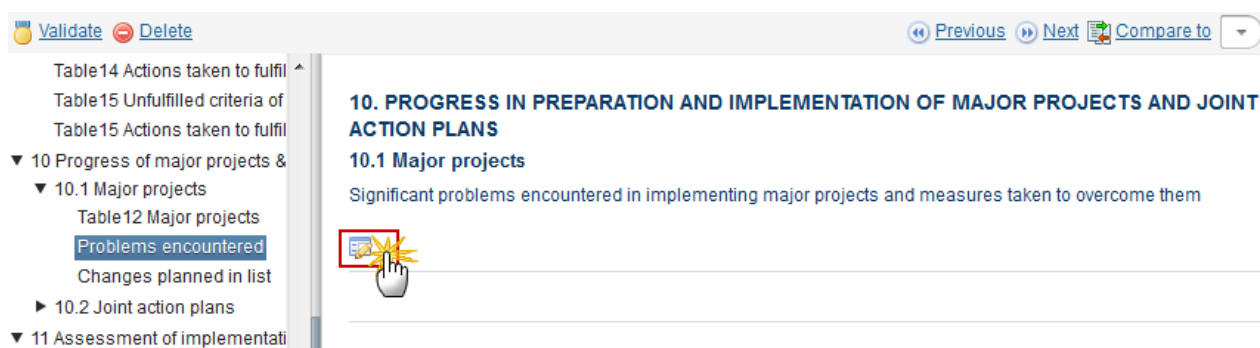 Validate Delete Previous Next Compare to
Table14 Actions taken to fulfil
Table15 Unfulfilled criteria of
Table15 Actions taken to fulfil
10 Progress of major projects &
10.1 Major projects
Table12 Major projects
Problems encountered
Changes planned in list
10.2 Joint action plans
11 Assessment of implementati
10. PROGRESS IN PREPARATION AND IMPLEMENTATION OF MAJOR PROJECTS AND JOINT
ACTION PLANS
10.1 Major projects
Significant problems encountered in implementing major projects and measures taken to overcome them